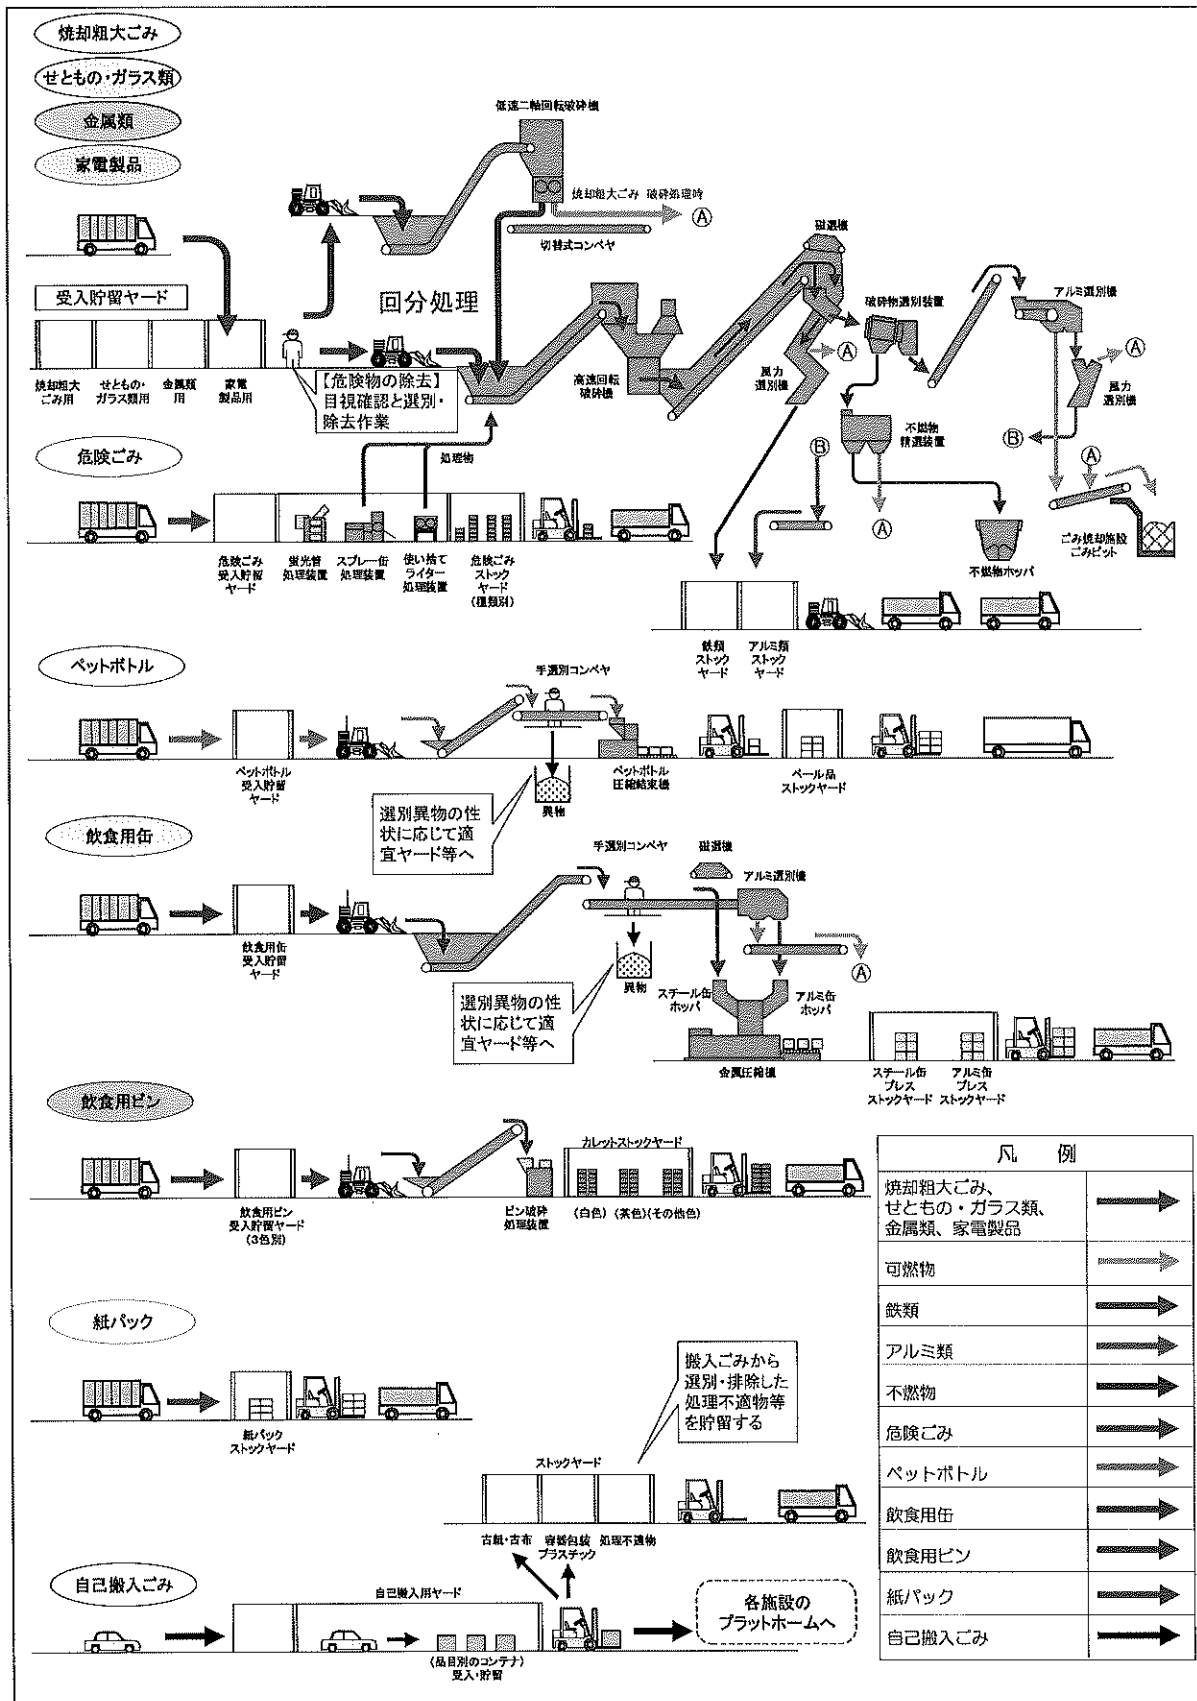 焼却粗大ごみ
せともの・ガラス類
金属類
家電製品
低速二軸回転破砕機
焼却粗大ごみ 破砕処理時
Ⓐ
切替式コンベヤ
磁選機
受入貯留ヤード
回分処理
破砕物選別装置
アルミ選別機
Ⓐ
Ⓐ
焼却粗大
ごみ用
せともの・
ガラス類用
金属類
用
家電
製品用
【危険物の除去】
目視確認と選別・
除去作業
高速回転
破砕機
風力
選別機
風力
選別機
不燃物
精選装置
Ⓑ
Ⓑ
Ⓐ
Ⓐ
処理物
危険ごみ
危険ごみ
受入貯留
ヤード
蛍光管
処理装置
スプレー缶
処理装置
使い捨て
ライター
処理装置
危険ごみ
ストック
ヤード
(種類別)
不燃物ホッパ
ごみ焼却施設
ごみピット
鉄類
ストック
ヤード
アルミ類
ストック
ヤード
ペットボトル
手選別コンベヤ
ペットボトル
受入貯留
ヤード
選別異物の性
状に応じて適
宜ヤード等へ
異物
ペットボトル
圧縮結束機
ベール品
ストックヤード
飲食用缶
手選別コンベヤ
磁選機
アルミ選別機
飲食用缶
受入貯留
ヤード
選別異物の性
状に応じて適
宜ヤード等へ
異物
Ⓐ
スチール缶
ホッパ
アルミ缶
ホッパ
金属圧縮機
スチール缶
プレス
ストックヤード
アルミ缶
プレス
ストックヤード
飲食用ビン
カレットストックヤード
飲食用ビン
受入貯留ヤード
(3色別)
ビン破砕
処理装置
(白色) (茶色)(その他色)
凡 例
焼却粗大ごみ、
せともの・ガラス類、
金属類、家電製品
可燃物
鉄類
アルミ類
不燃物
危険ごみ
ペットボトル
飲食用缶
飲食用ビン
紙パック
自己搬入ごみ
紙パック
紙パック
ストックヤード
搬入ごみから
選別・排除した
処理不適物等
を貯留する
ストックヤード
古紙・古布
容器包装
プラスチック
処理不適物
自己搬入ごみ
自己搬入用ヤード
(品目別のコンテナ)
受入・貯留
各施設の
プラットホームへ